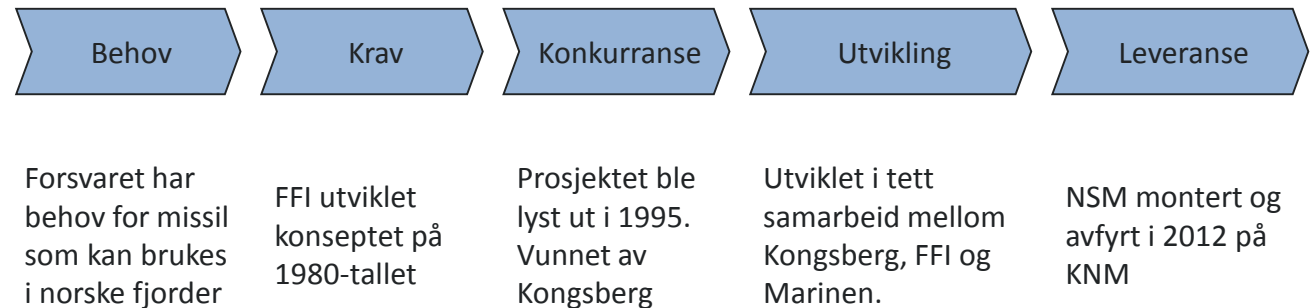 Behov
Krav
Konkurranse
Utvikling
Leveranse
Forsvaret har
behov for missil
som kan brukes
i norske fjorder
FFI utviklet
konseptet på
1980-tallet
Prosjektet ble
lyst ut i 1995.
Vunnet av
Kongsberg
Utviklet i tett
samarbeid mellom
Kongsberg, FFI og
Marinen.
NSM montert og
avfyrt i 2012 på
KNM